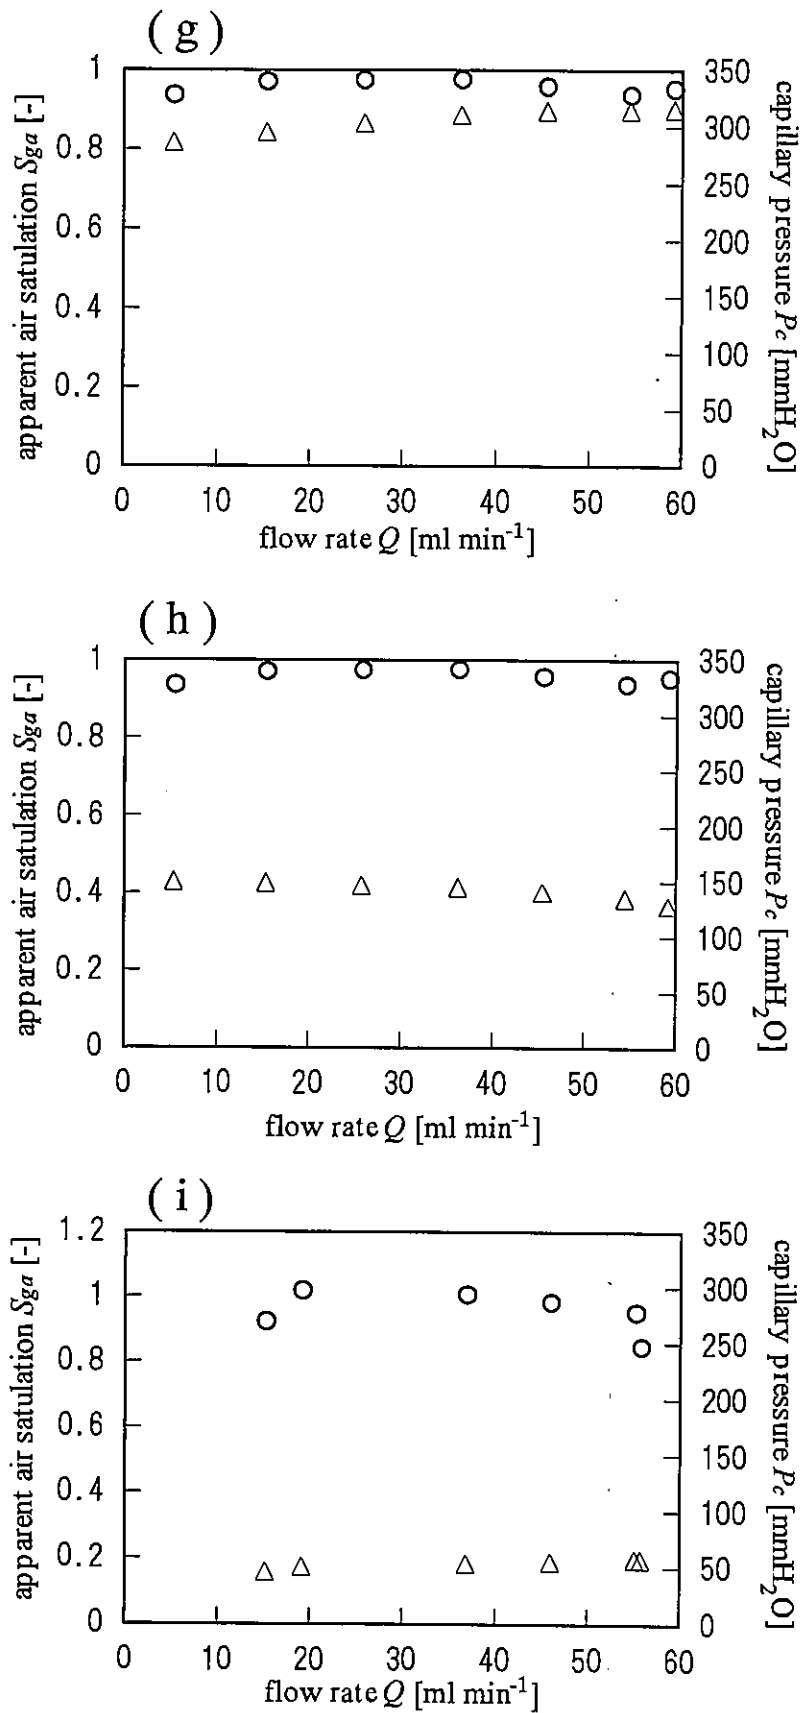 ( g )
1
0.8
0.6
0.4
0.2
0
apparent air satulation Sga [-]
350
300
250
200
150
100
50
0
capillary pressure Pc [mmH2O]
0 10 20 30 40 50 60
flow rate Q [ml min-1]
( h )
1
0.8
0.6
0.4
0.2
0
apparent air satulation Sga [-]
350
300
250
200
150
100
50
0
capillary pressure Pc [mmH2O]
0 10 20 30 40 50 60
flow rate Q [ml min-1]
( i )
1.2
1
0.8
0.6
0.4
0.2
0
apparent air satulation Sga [-]
350
300
250
200
150
100
50
0
capillary pressure Pc [mmH2O]
0 10 20 30 40 50 60
flow rate Q [ml min-1]